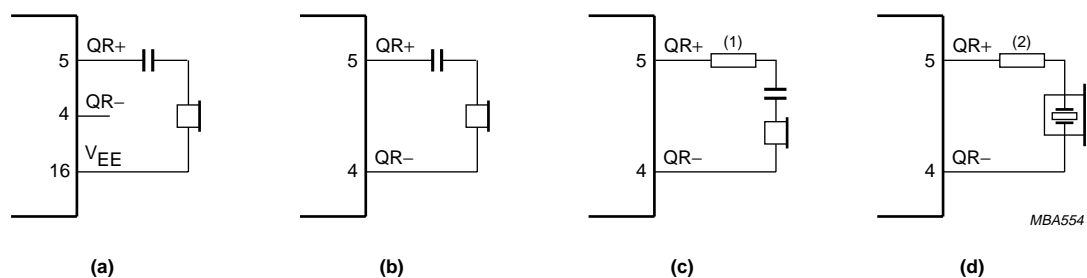 5 QR+
4 QR−
16 VEE
(a)
5 QR+
4 QR−
(b)
5 QR+ (1)
4 QR−
(c)
5 QR+ (2)
4 QR−
MBA554
(d)